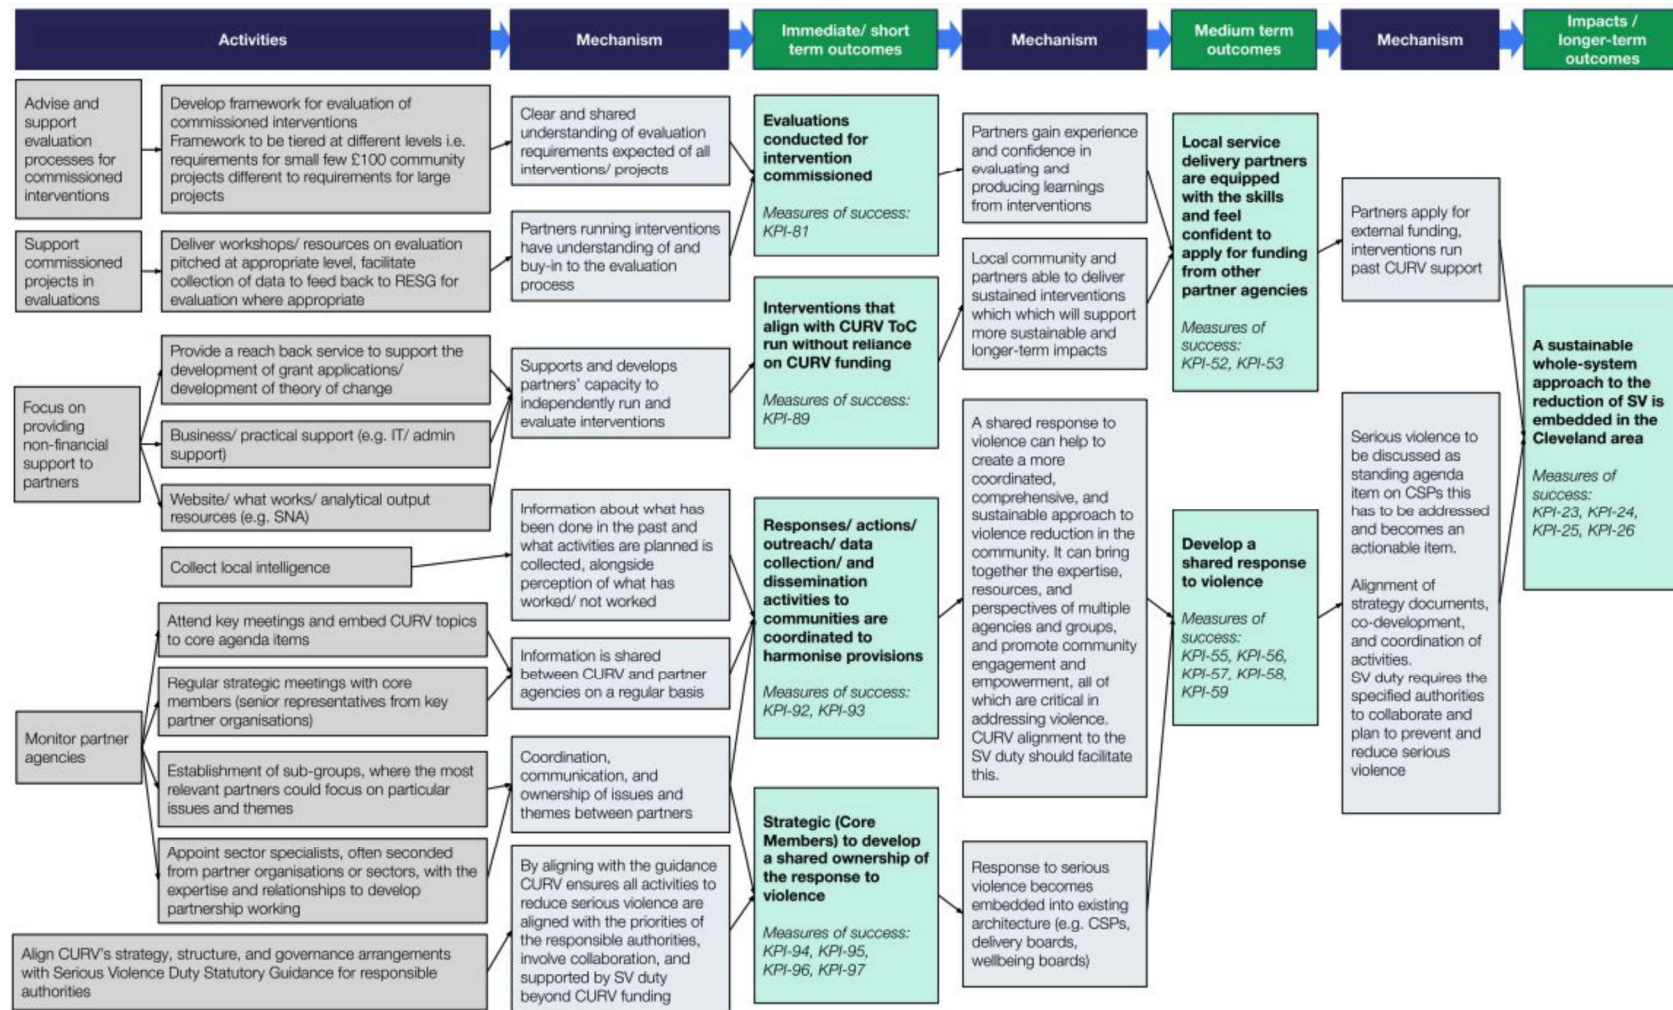 Activities
Mechanism
Immediate/ short
term outcomes
Mechanism
Medium term
outcomes
Mechanism
Impacts /
longer-term
outcomes
Advise and
support
evaluation
processes for
commissioned
interventions
Develop framework for evaluation of
commissioned interventions
Framework to be tiered at different levels i.e.
requirements for small few £100 community
projects different to requirements for large
projects
Support
commissioned
projects in
evaluations
Deliver workshops/ resources on evaluation
pitched at appropriate level, facilitate
collection of data to feed back to RESG for
evaluation where appropriate
Focus on
providing
non-financial
support to
partners
Provide a reach back service to support the
development of grant applications/
development of theory of change
Business/ practical support (e.g. IT/ admin
support)
Website/ what works/ analytical output
resources (e.g. SNA)
Collect local intelligence
Monitor partner
agencies
Attend key meetings and embed CURV topics
to core agenda items
Regular strategic meetings with core
members (senior representatives from key
partner organisations)
Establishment of sub-groups, where the most
relevant partners could focus on particular
issues and themes
Appoint sector specialists, often seconded
from partner organisations or sectors, with the
expertise and relationships to develop
partnership working
Align CURV's strategy, structure, and governance arrangements
with Serious Violence Duty Statutory Guidance for responsible
authorities
Clear and shared
understanding of evaluation
requirements expected of all
interventions/ projects
Partners running interventions
have understanding of and
buy-in to the evaluation
process
Supports and develops
partners' capacity to
independently run and
evaluate interventions
Information about what has
been done in the past and
what activities are planned is
collected, alongside
perception of what has
worked/ not worked
Information is shared
between CURV and partner
agencies on a regular basis
Coordination,
communication, and
ownership of issues and
themes between partners
By aligning with the guidance
CURV ensures all activities to
reduce serious violence are
aligned with the priorities of
the responsible authorities,
involve collaboration, and
supported by SV duty
beyond CURV funding
Evaluations
conducted for
intervention
commissioned
Measures of success:
KPI-81
Interventions that
align with CURV ToC
run without reliance
on CURV funding
Measures of success:
KPI-89
Responses/ actions/
outreach/ data
collection/ and
dissemination
activities to
communities are
coordinated to
harmonise provisions
Measures of success:
KPI-92, KPI-93
Strategic (Core
Members) to develop
a shared ownership of
the response to
violence
Measures of success:
KPI-94, KPI-95,
KPI-96, KPI-97
Partners gain experience
and confidence in
evaluating and
producing learnings
from interventions
Local community and
partners able to deliver
sustained interventions
which which will support
more sustainable and
longer-term impacts
A shared response to
violence can help to
create a more
coordinated,
comprehensive, and
sustainable approach to
violence reduction in the
community. It can bring
together the expertise,
resources, and
perspectives of multiple
agencies and groups,
and promote community
engagement and
empowerment, all of
which are critical in
addressing violence.
CURV alignment to the
SV duty should facilitate
this.
Response to serious
violence becomes
embedded into existing
architecture (e.g. CSPs,
delivery boards,
wellbeing boards)
Local service
delivery partners
are equipped
with the skills
and feel
confident to
apply for funding
from other
partner agencies
Measures of
success:
KPI-52, KPI-53
Develop a
shared response
to violence
Measures of
success:
KPI-55, KPI-56,
KPI-57, KPI-58,
KPI-59
Partners apply for
external funding,
interventions run
past CURV support
Serious violence to
be discussed as
standing agenda
item on CSPs this
has to be addressed
and becomes an
actionable item.
Alignment of
strategy documents,
co-development,
and coordination of
activities.
SV duty requires the
specified authorities
to collaborate and
plan to prevent and
reduce serious
violence
A sustainable
whole-system
approach to the
reduction of SV is
embedded in the
Cleveland area
Measures of
success:
KPI-23, KPI-24,
KPI-25, KPI-26